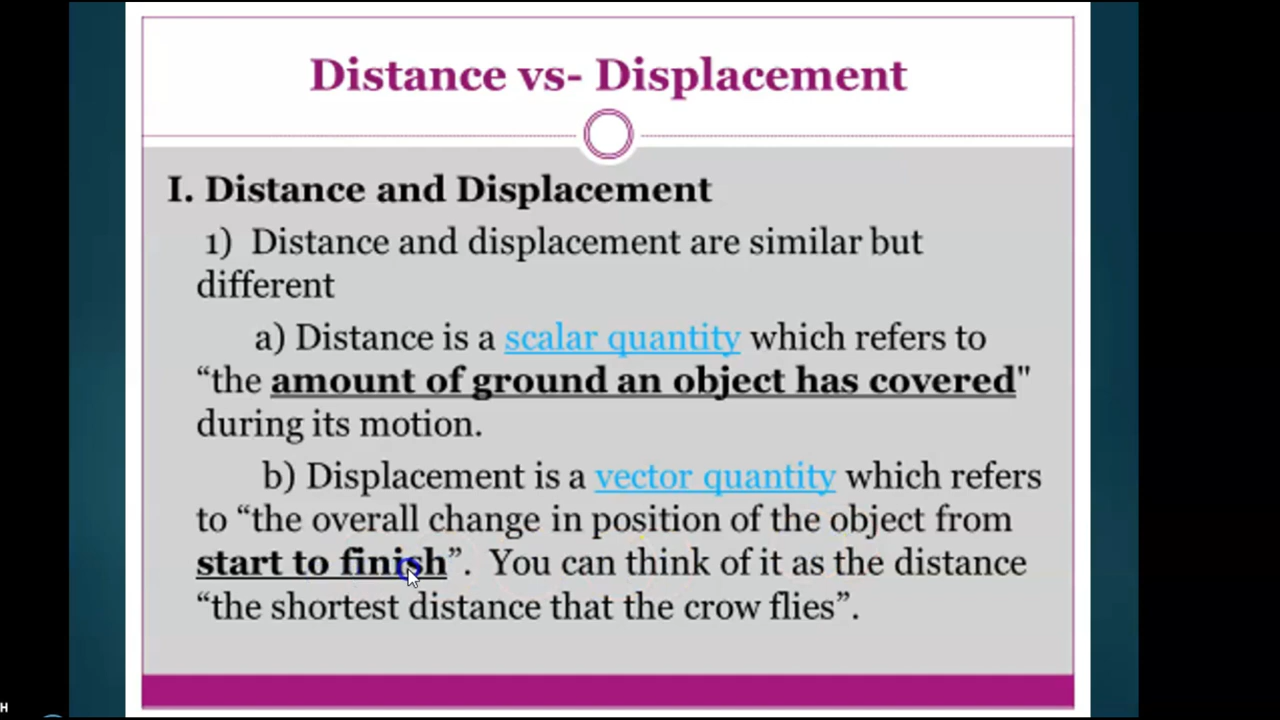 Distance vs- Displacement
I. Distance and Displacement
1) Distance and displacement are similar but
different
a) Distance is a scalar quantity which refers to
“the amount of ground an object has covered"
during its motion.
b) Displacement is a vector quantity which refers
to “the overall change in position of the object from
start to finish”. You can think of it as the distance
“the shortest distance that the crow flies”.
H